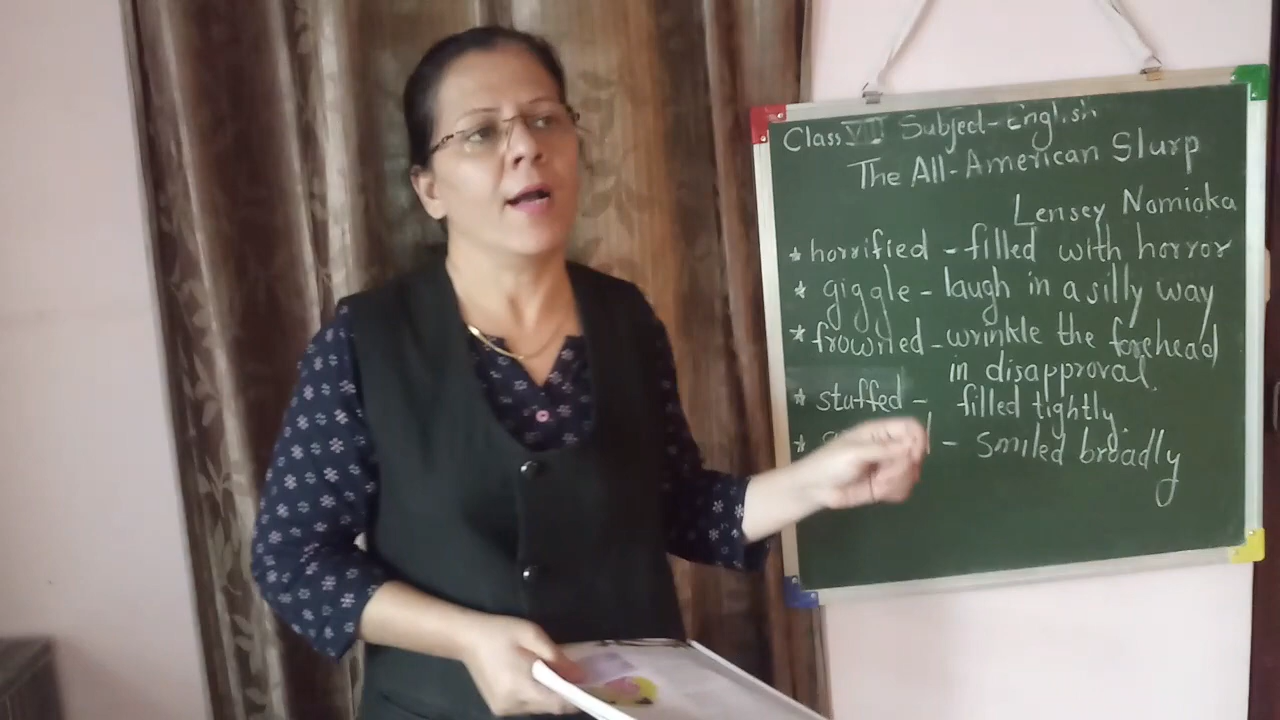 Class VII Subject-English
The All-American Slurp
Lensey Namioka
* horrified - filled with horror
* giggle - laugh in a silly way
* frowned - wrinkle the forehead
in disapproval.
* stuffed - filled tightly.
* - smiled broadly